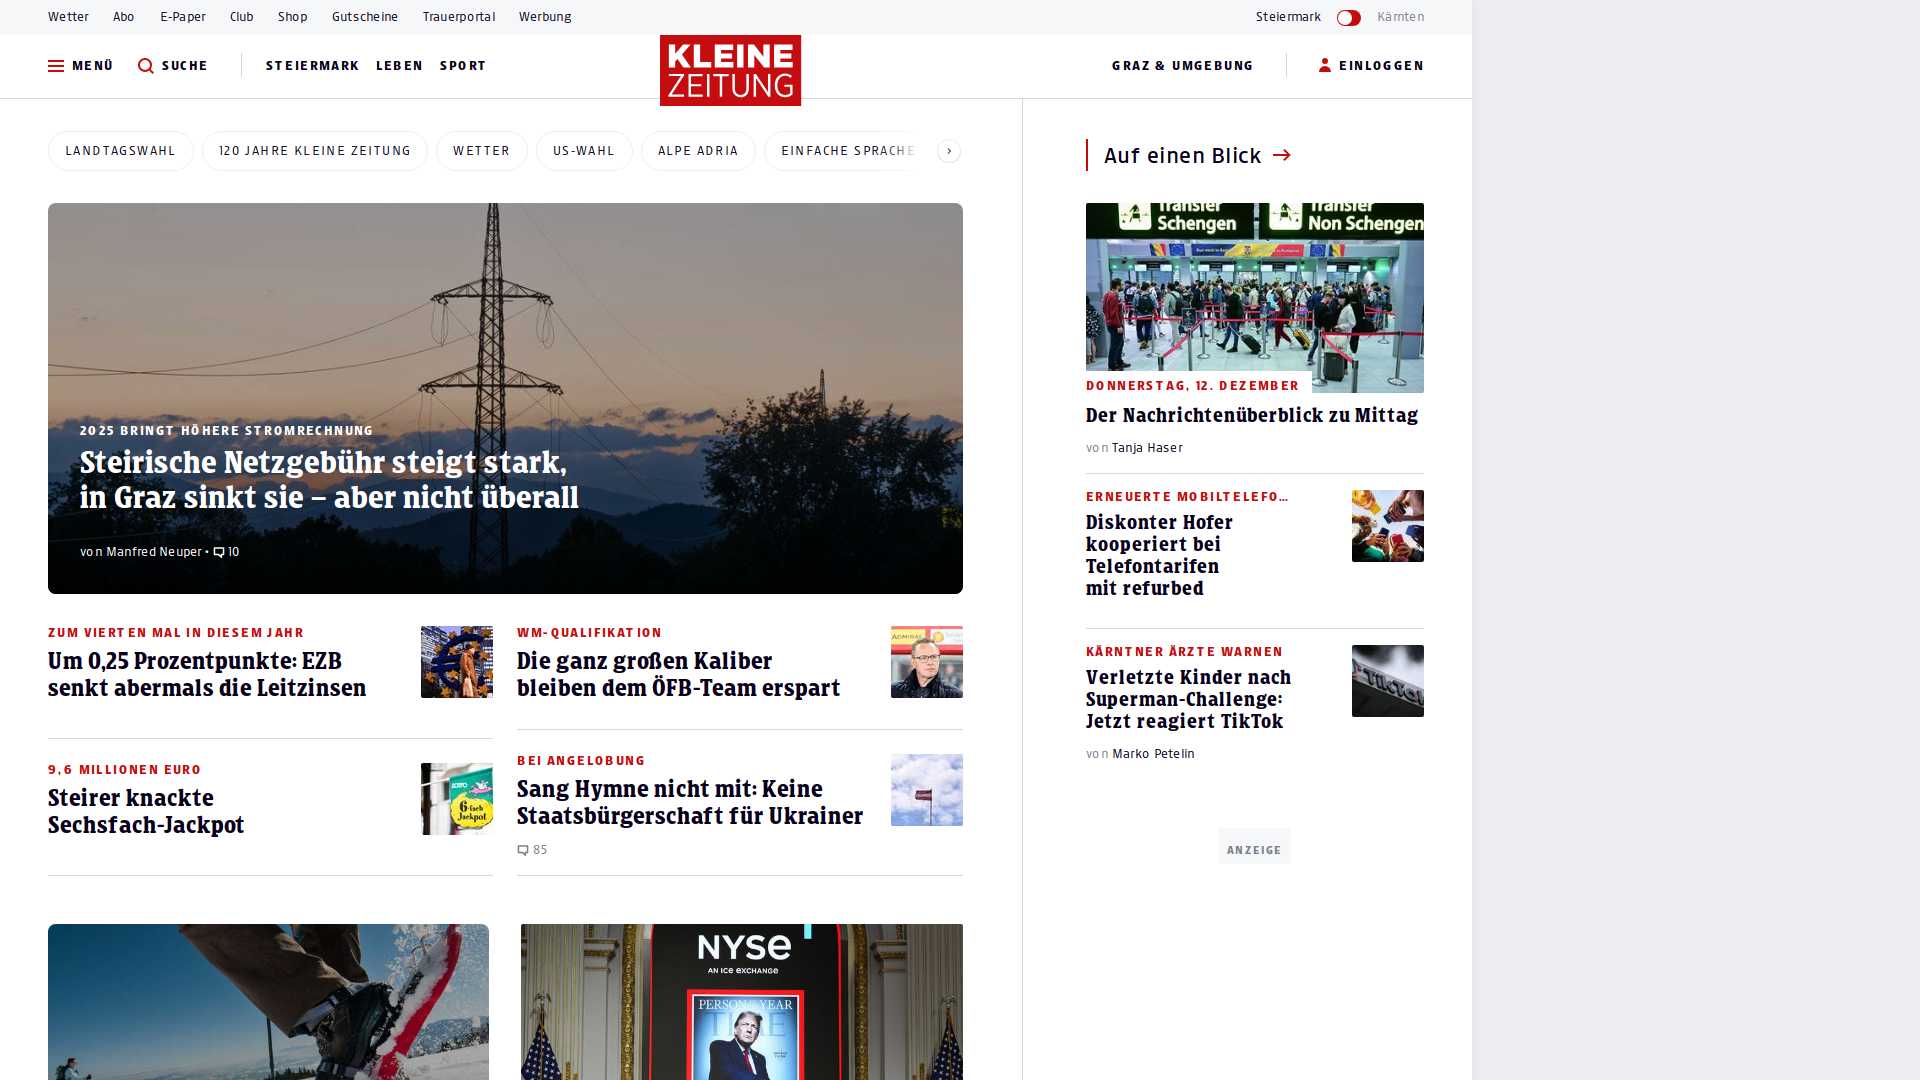 Wetter Abo E-Paper Club Shop Gutscheine Trauerportal Werbung Steiermark Kärnten
MENÜ SUCHE STEIERMARK LEBEN SPORT
KLEINE
ZEITUNG
GRAZ & UMGEBUNG EINLOGGEN
LANDTAGSWAHL 120 JAHRE KLEINE ZEITUNG WETTER US-WAHL ALPE ADRIA EINFACHE SPRACHE
2025 BRINGT HÖHERE STROMRECHNUNG
Steirische Netzgebühr steigt stark,
in Graz sinkt sie – aber nicht überall
von Manfred Neuper • 10
ZUM VIERTEN MAL IN DIESEM JAHR
Um 0,25 Prozentpunkte: EZB
senkt abermals die Leitzinsen
WM-QUALIFIKATION
Die ganz großen Kaliber
bleiben dem ÖFB-Team erspart
ADMIRAL
9,6 MILLIONEN EURO
Steirer knackte
Sechsfach-Jackpot
6-fach
Jackpot
BEI ANGELOBUNG
Sang Hymne nicht mit: Keine
Staatsbürgerschaft für Ukrainer
85
NYSE
AN ICE EXCHANGE
PERSON OF THE YEAR
TIME
Auf einen Blick
Transfer
Schengen
Transfer
Non Schengen
DONNERSTAG, 12. DEZEMBER
Der Nachrichtenüberblick zu Mittag
von Tanja Haser
ERNEUERTE MOBILTELEFO…
Diskonter Hofer
kooperiert bei
Telefontarifen
mit refurbed
KÄRNTNER ÄRZTE WARNEN
Verletzte Kinder nach
Superman-Challenge:
Jetzt reagiert TikTok
von Marko Petelin
TikTok
ANZEIGE